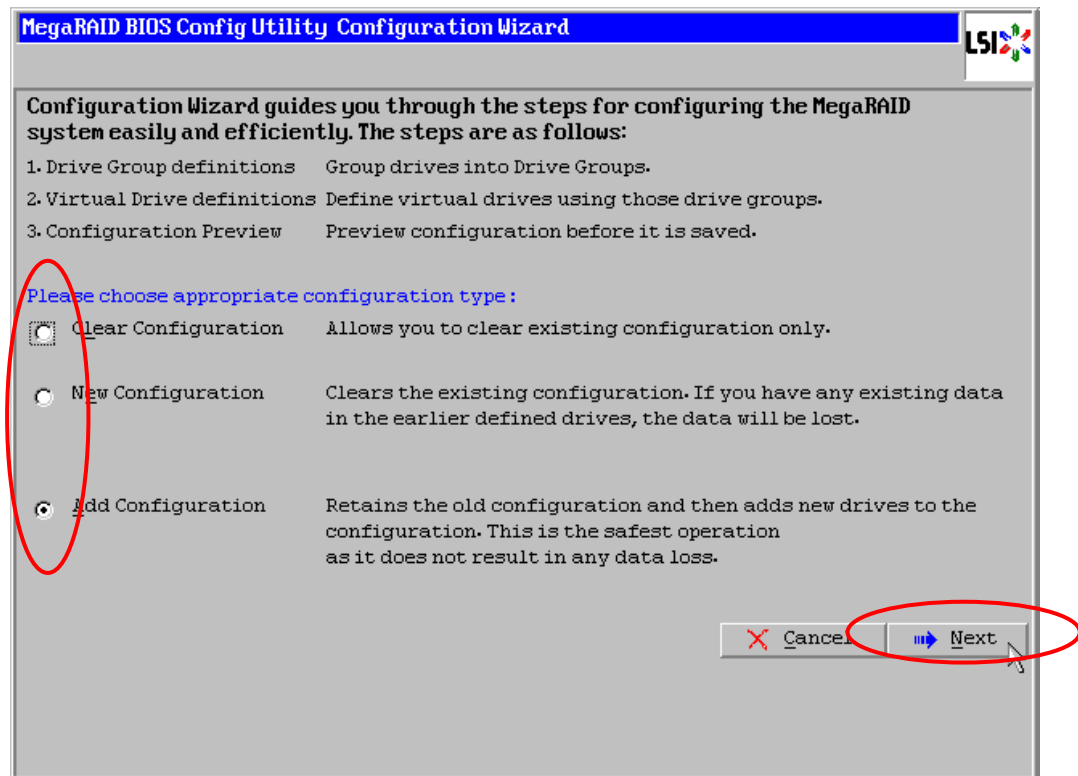 MegaRAID BIOS Config Utility Configuration Wizard
LSI
Configuration Wizard guides you through the steps for configuring the MegaRAID
system easily and efficiently. The steps are as follows:
1. Drive Group definitions Group drives into Drive Groups.
2. Virtual Drive definitions Define virtual drives using those drive groups.
3. Configuration Preview Preview configuration before it is saved.
Please choose appropriate configuration type:
Clear Configuration Allows you to clear existing configuration only.
New Configuration Clears the existing configuration. If you have any existing data
in the earlier defined drives, the data will be lost.
Add Configuration Retains the old configuration and then adds new drives to the
configuration. This is the safest operation
as it does not result in any data loss.
Cancel Next